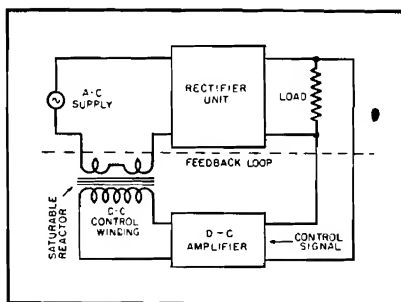 A-C
SUPPLY
RECTIFIER
UNIT
LOAD
FEEDBACK LOOP
SATURABLE
REACTOR
D-C
CONTROL
WINDING
D-C
AMPLIFIER
CONTROL
SIGNAL